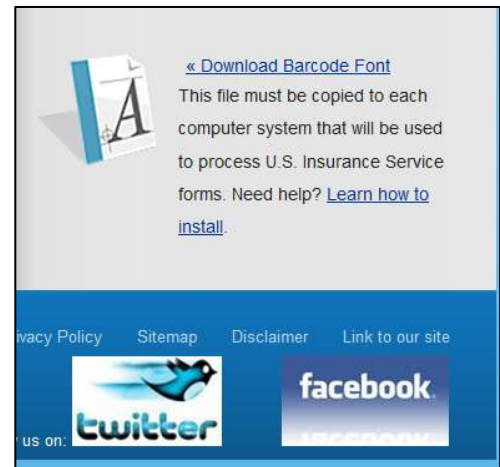 « Download Barcode Font
This file must be copied to each
computer system that will be used
to process U.S. Insurance Service
forms. Need help? Learn how to
install.
A
ivacy Policy Sitemap Disclaimer Link to our site
us on: twitter facebook